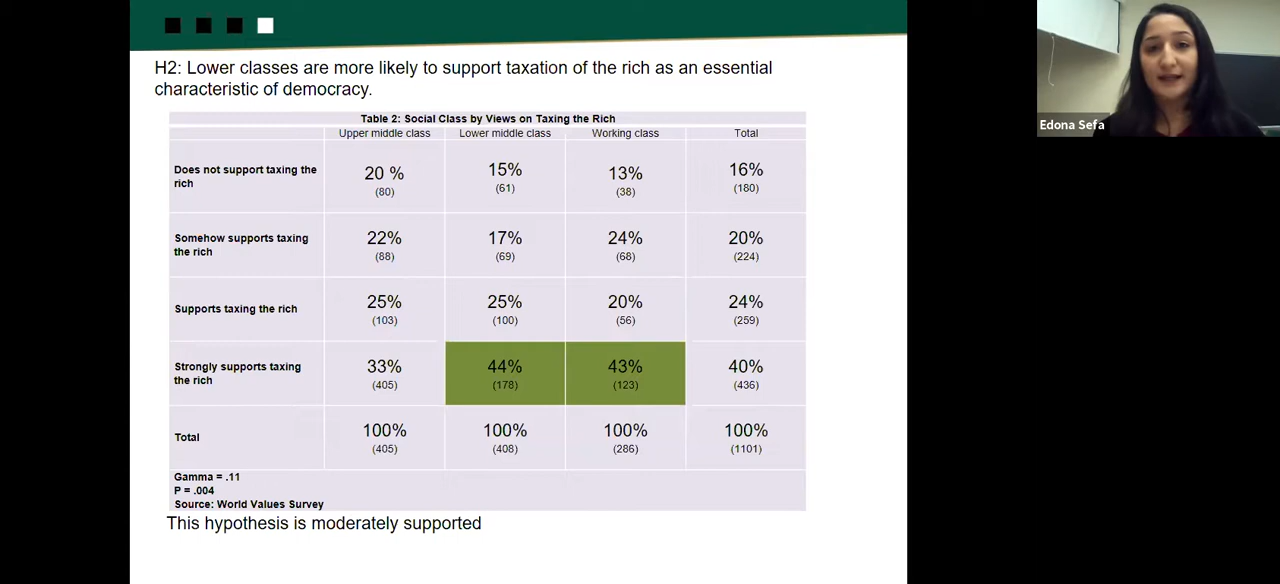 H2: Lower classes are more likely to support taxation of the rich as an essential
characteristic of democracy.
Table 2: Social Class by Views on Taxing the Rich
Upper middle class Lower middle class Working class Total
Does not support taxing the
rich
20 % 15% 13% 16%
(80) (61) (38) (180)
Somehow supports taxing
the rich
22% 17% 24% 20%
(88) (69) (68) (224)
Supports taxing the rich
25% 25% 20% 24%
(103) (100) (56) (259)
Strongly supports taxing
the rich
33% 44% 43% 40%
(405) (178) (123) (436)
Total
100% 100% 100% 100%
(405) (408) (286) (1101)
Gamma = .11
P = .004
Source: World Values Survey
This hypothesis is moderately supported
Edona Sefa